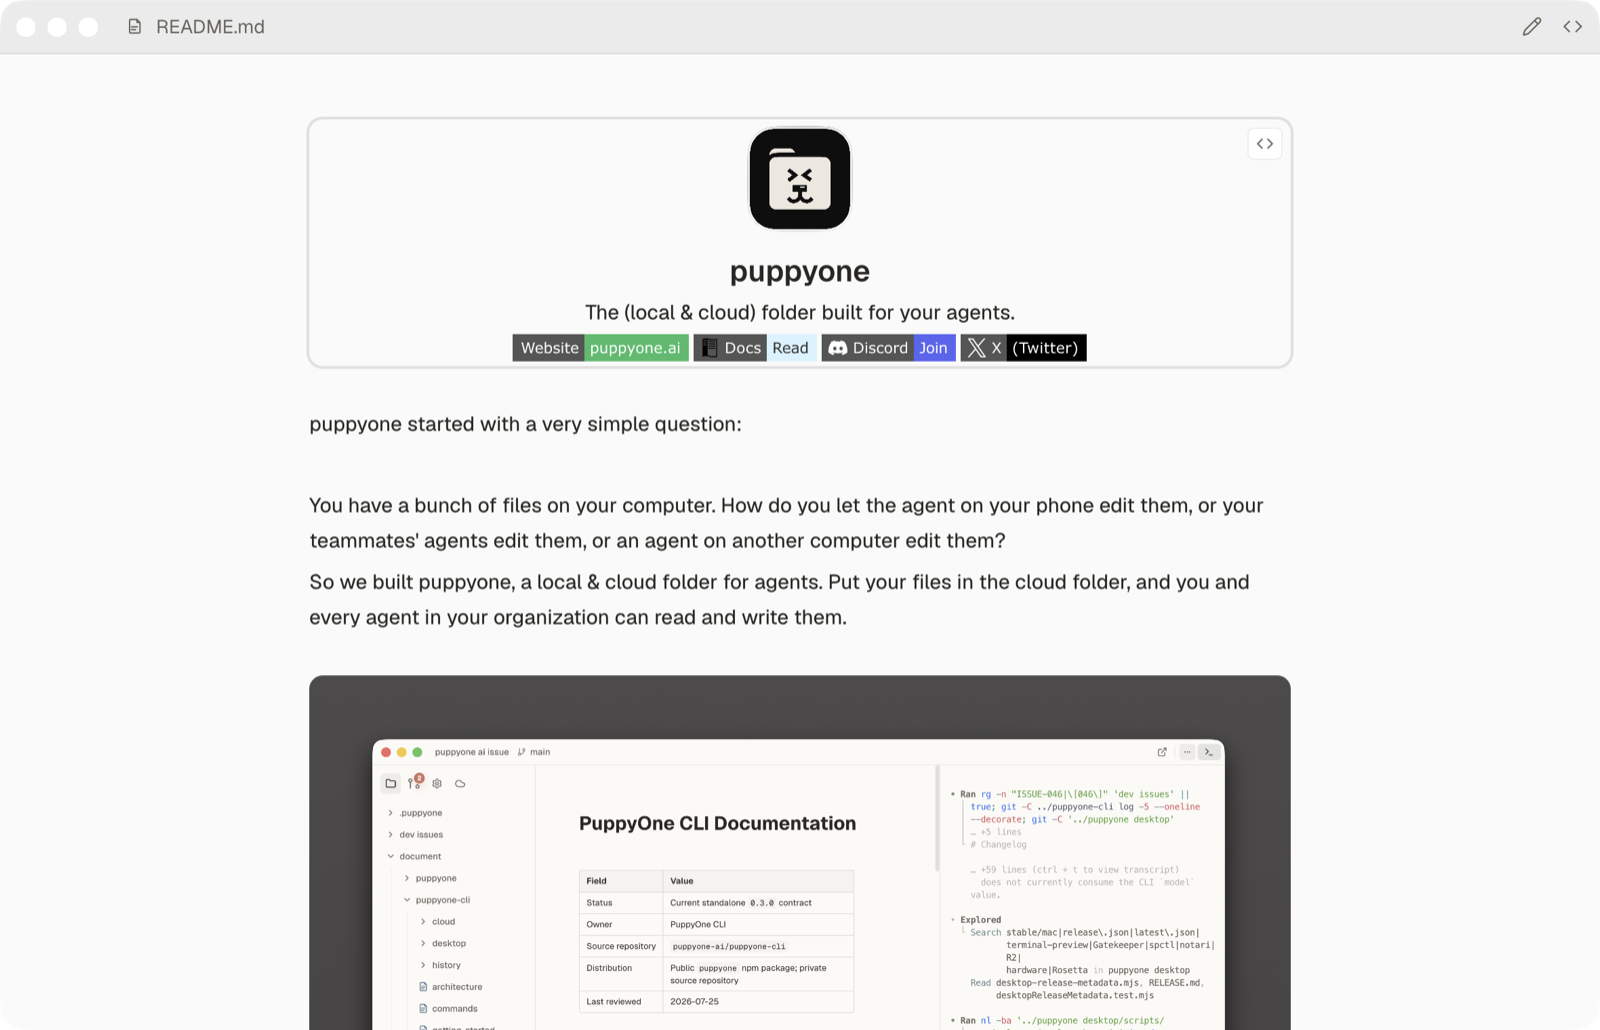 README.md
puppyone
The (local & cloud) folder built for your agents.
Website puppyone.ai Docs Read Discord Join X (Twitter)
puppyone started with a very simple question:
You have a bunch of files on your computer. How do you let the agent on your phone edit them, or your
teammates' agents edit them, or an agent on another computer edit them?
So we built puppyone, a local & cloud folder for agents. Put your files in the cloud folder, and you and
every agent in your organization can read and write them.
puppyone ai issue main
2
.puppyone
dev issues
document
puppyone
puppyone-cli
cloud
desktop
history
architecture
commands
PuppyOne CLI Documentation
Field Value
Status Current standalone 0.3.0 contract
Owner PuppyOne CLI
Source repository puppyone-ai/puppyone-cli
Distribution Public puppyone npm package; private
source repository
Last reviewed 2026-07-25
Ran rg -n "ISSUE-046|\[046\]" 'dev issues' ||
true; git -C ../puppyone-cli log -5 --oneline
--decorate; git -C '../puppyone desktop'
… +5 lines
# Changelog
… +59 lines (ctrl + t to view transcript)
does not currently consume the CLI `model`
value.
Explored
Search stable/mac|release\.json|latest\.json|
terminal-preview|Gatekeeper|spctl|notari|
R2|
hardware|Rosetta in puppyone desktop
Read desktop-release-metadata.mjs, RELEASE.md,
desktopReleaseMetadata.test.mjs
Ran nl -ba '../puppyone desktop/scripts/